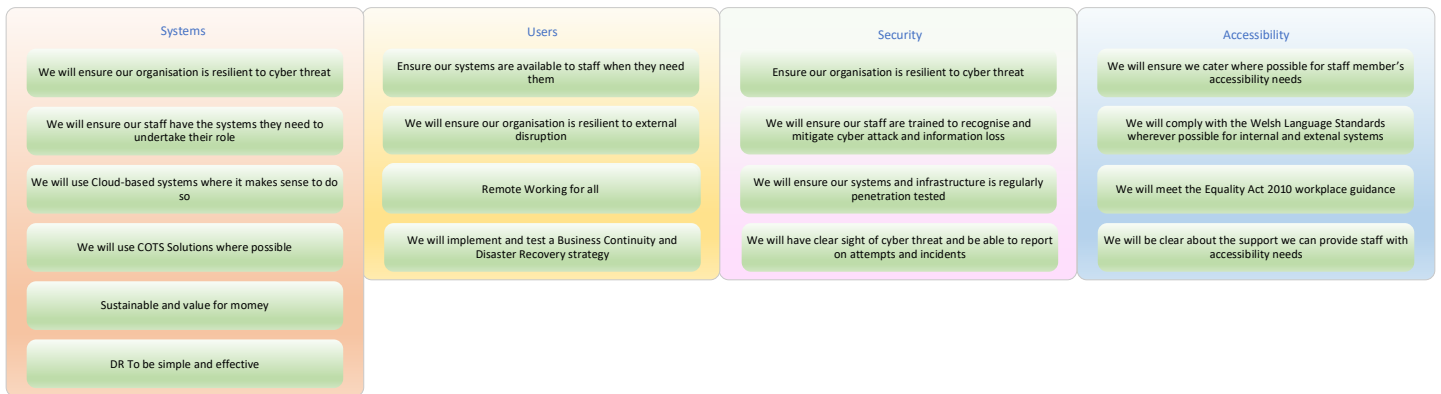 Systems
We will ensure our organisation is resilient to cyber threat
We will ensure our staff have the systems they need to
undertake their role
We will use Cloud-based systems where it makes sense to do
so
We will use COTS Solutions where possible
Sustainable and value for momey
DR To be simple and effective
Users
Ensure our systems are available to staff when they need
them
We will ensure our organisation is resilient to external
disruption
Remote Working for all
We will implement and test a Business Continuity and
Disaster Recovery strategy
Security
Ensure our organisation is resilient to cyber threat
We will ensure our staff are trained to recognise and
mitigate cyber attack and information loss
We will ensure our systems and infrastructure is regularly
penetration tested
We will have clear sight of cyber threat and be able to report
on attempts and incidents
Accessibility
We will ensure we cater where possible for staff member’s
accessibility needs
We will comply with the Welsh Language Standards
wherever possible for internal and extenal systems
We will meet the Equality Act 2010 workplace guidance
We will be clear about the support we can provide staff with
accessibility needs